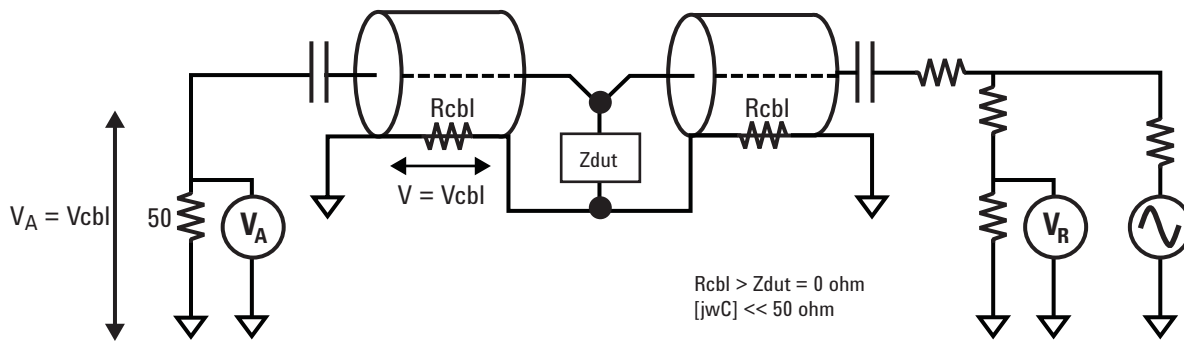 Rcbl
Rcbl
Zdut
V = Vcbl
V_A = Vcbl
50
V_A
V_R
Rcbl > Zdut = 0 ohm
[jwC] << 50 ohm